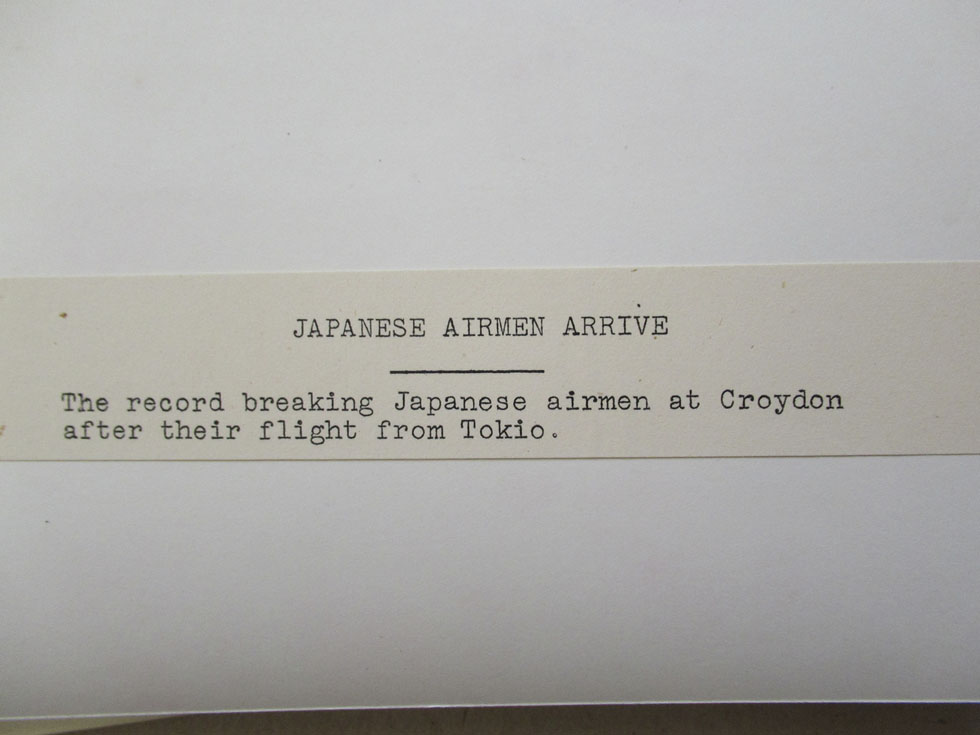 JAPANESE AIRMEN ARRIVE
The record breaking Japanese airmen at Croydon
after their flight from Tokio.